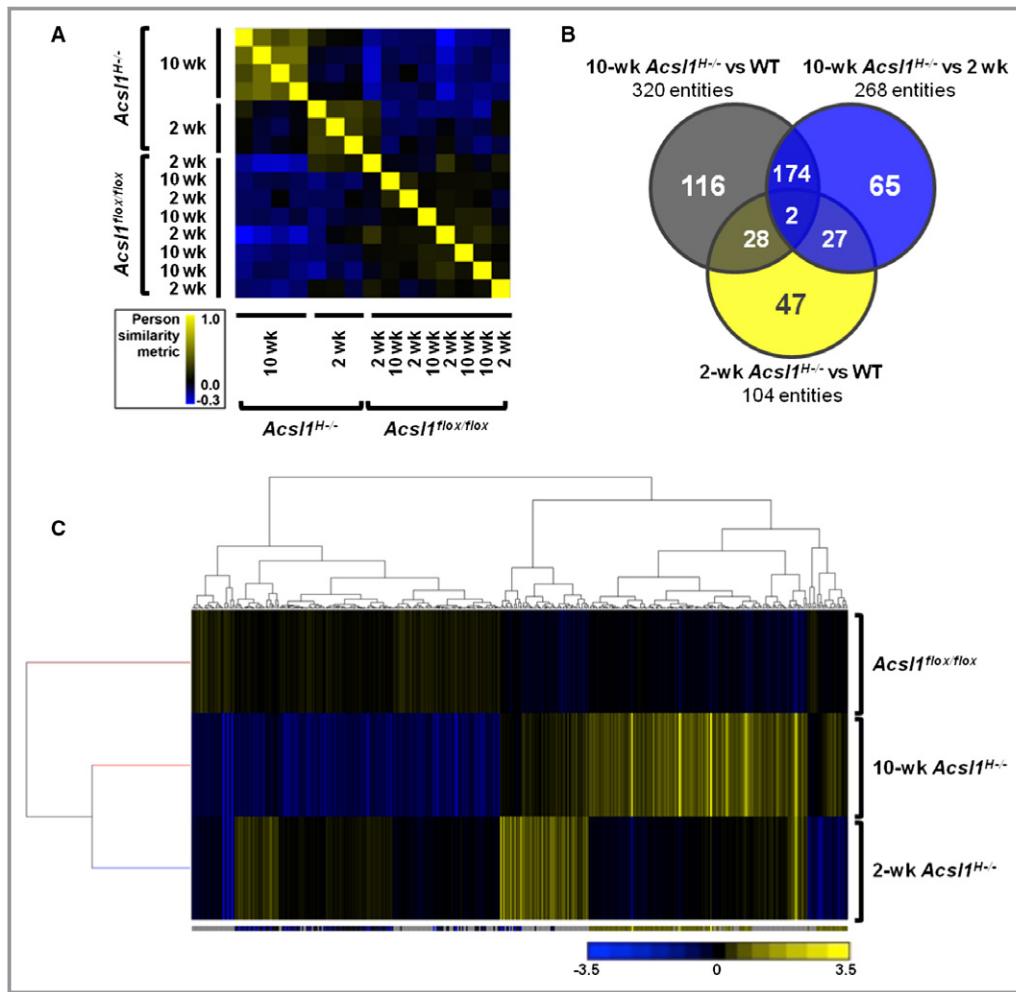 A
Acsl1H-/-
10 wk
2 wk
Acsl1flox/flox
2 wk
10 wk
2 wk
10 wk
2 wk
10 wk
10 wk
2 wk
Person
similarity
metric
1.0
0.0
-0.3
10 wk
2 wk
2 wk
10 wk
2 wk
10 wk
2 wk
10 wk
10 wk
2 wk
Acsl1H-/-
Acsl1flox/flox
B
10-wk Acsl1H-/- vs WT
320 entities
10-wk Acsl1H-/- vs 2 wk
268 entities
116
174
65
2
28
27
47
2-wk Acsl1H-/- vs WT
104 entities
C
Acsl1flox/flox
10-wk Acsl1H-/-
2-wk Acsl1H-/-
-3.5
0
3.5